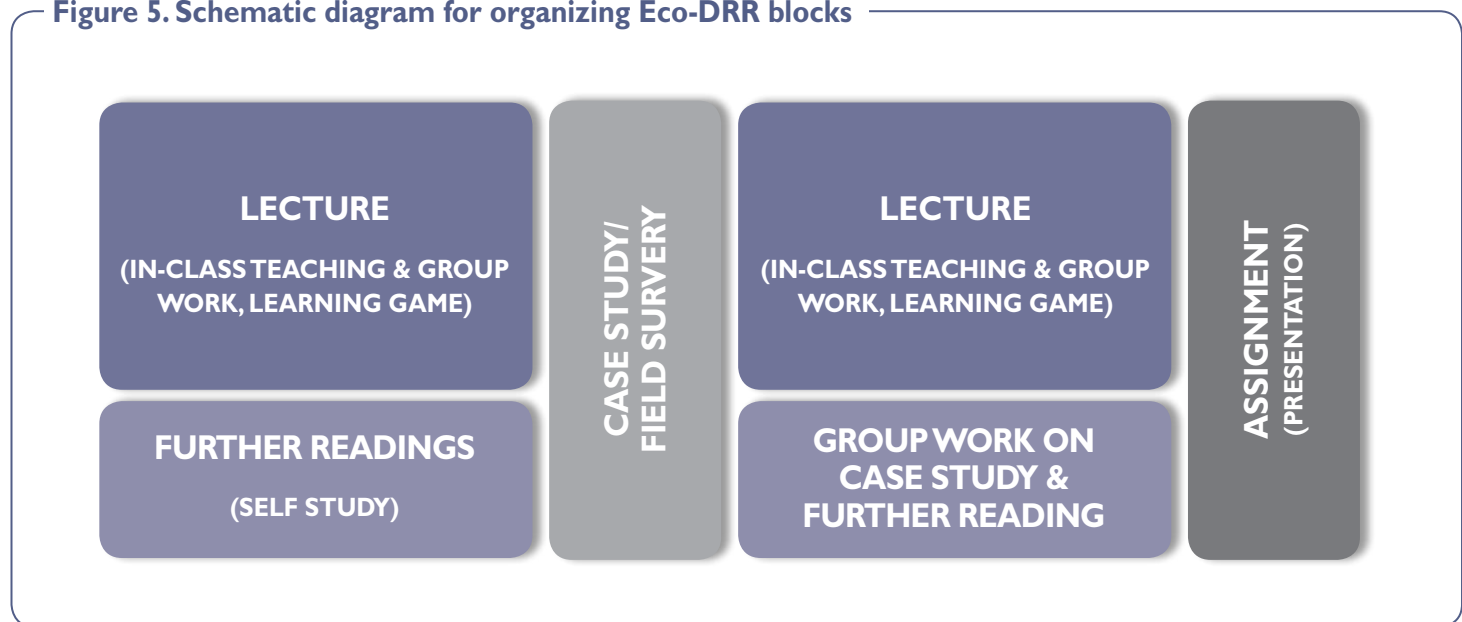 Figure 5. Schematic diagram for organizing Eco-DRR blocks
LECTURE
(IN-CLASS TEACHING & GROUP
WORK, LEARNING GAME)
FURTHER READINGS
(SELF STUDY)
CASE STUDY/
FIELD SURVERY
LECTURE
(IN-CLASS TEACHING & GROUP
WORK, LEARNING GAME)
GROUP WORK ON
CASE STUDY &
FURTHER READING
ASSIGNMENT
(PRESENTATION)